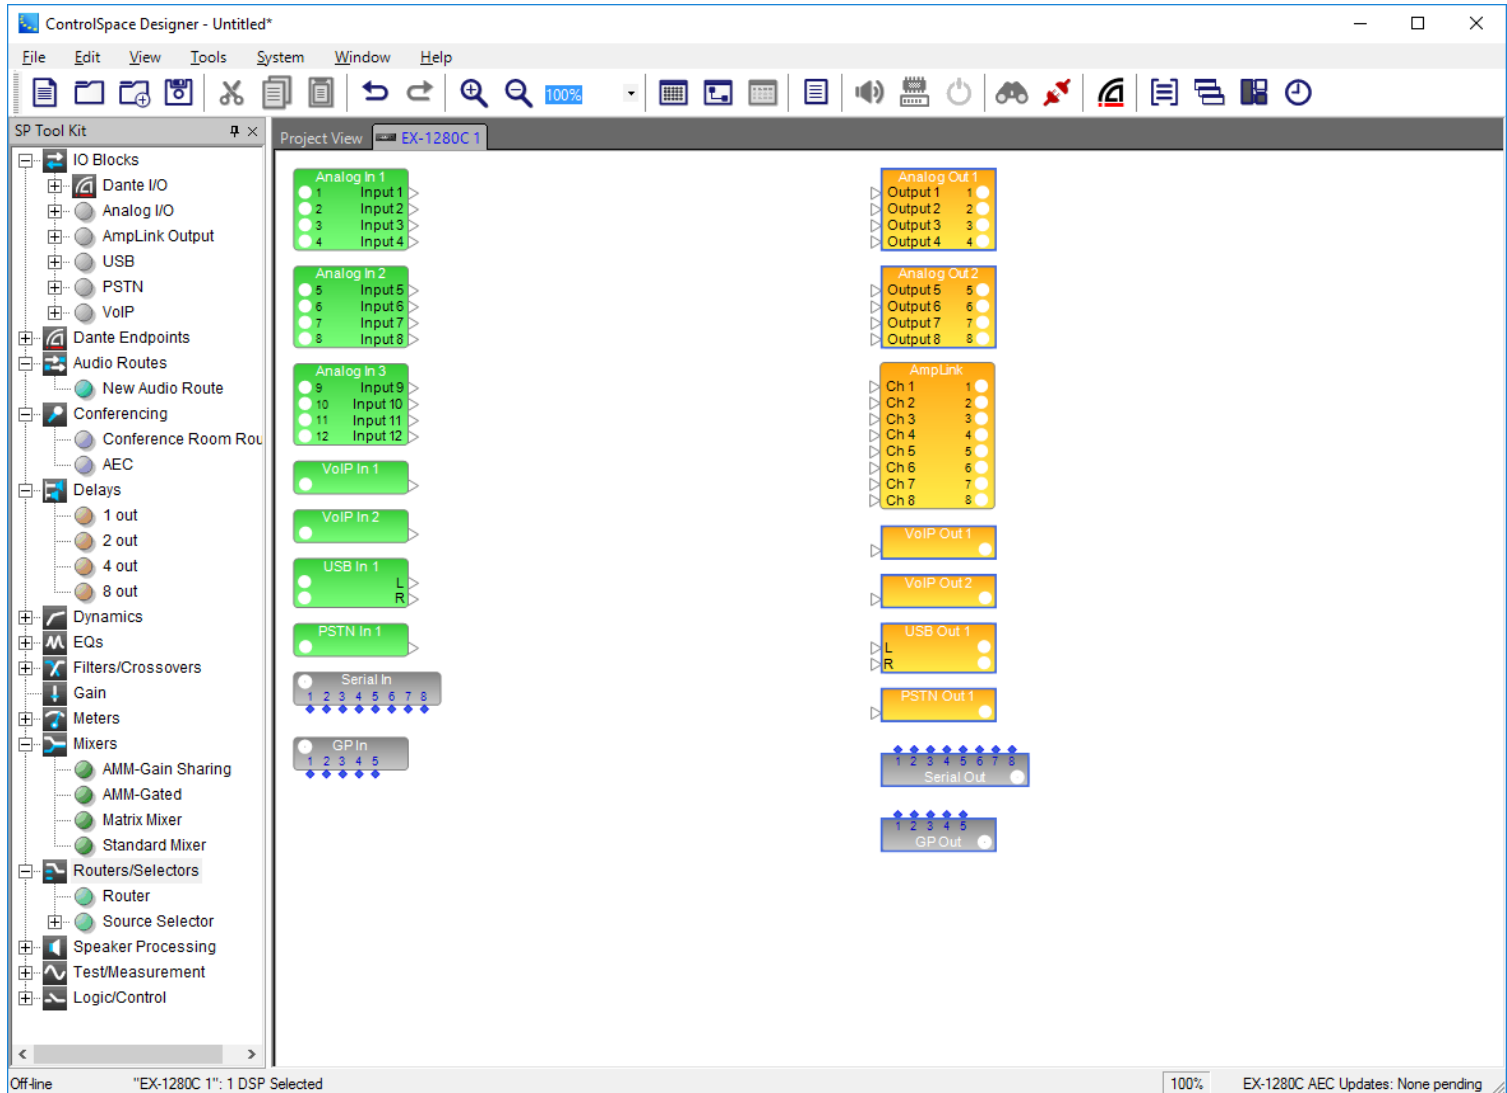 ControlSpace Designer - Untitled*
File Edit View Tools System Window Help
100%
SP Tool Kit
Project View EX-1280C 1
IO Blocks
Dante I/O
Analog I/O
AmpLink Output
USB
PSTN
VoIP
Dante Endpoints
Audio Routes
New Audio Route
Conferencing
Conference Room Rou
AEC
Delays
1 out
2 out
4 out
8 out
Dynamics
EQs
Filters/Crossovers
Gain
Meters
Mixers
AMM-Gain Sharing
AMM-Gated
Matrix Mixer
Standard Mixer
Routers/Selectors
Router
Source Selector
Speaker Processing
Test/Measurement
Logic/Control
Analog In 1
1 Input 1
2 Input 2
3 Input 3
4 Input 4
Analog In 2
5 Input 5
6 Input 6
7 Input 7
8 Input 8
Analog In 3
9 Input 9
10 Input 10
11 Input 11
12 Input 12
VoIP In 1
VoIP In 2
USB In 1
L
R
PSTN In 1
Serial In
1 2 3 4 5 6 7 8
GP In
1 2 3 4 5
Analog Out 1
Output 1 1
Output 2 2
Output 3 3
Output 4 4
Analog Out 2
Output 5 5
Output 6 6
Output 7 7
Output 8 8
AmpLink
Ch 1 1
Ch 2 2
Ch 3 3
Ch 4 4
Ch 5 5
Ch 6 6
Ch 7 7
Ch 8 8
VoIP Out 1
VoIP Out 2
USB Out 1
L
R
PSTN Out 1
1 2 3 4 5 6 7 8
Serial Out
1 2 3 4 5
GP Out
Off-line "EX-1280C 1": 1 DSP Selected 100% EX-1280C AEC Updates: None pending